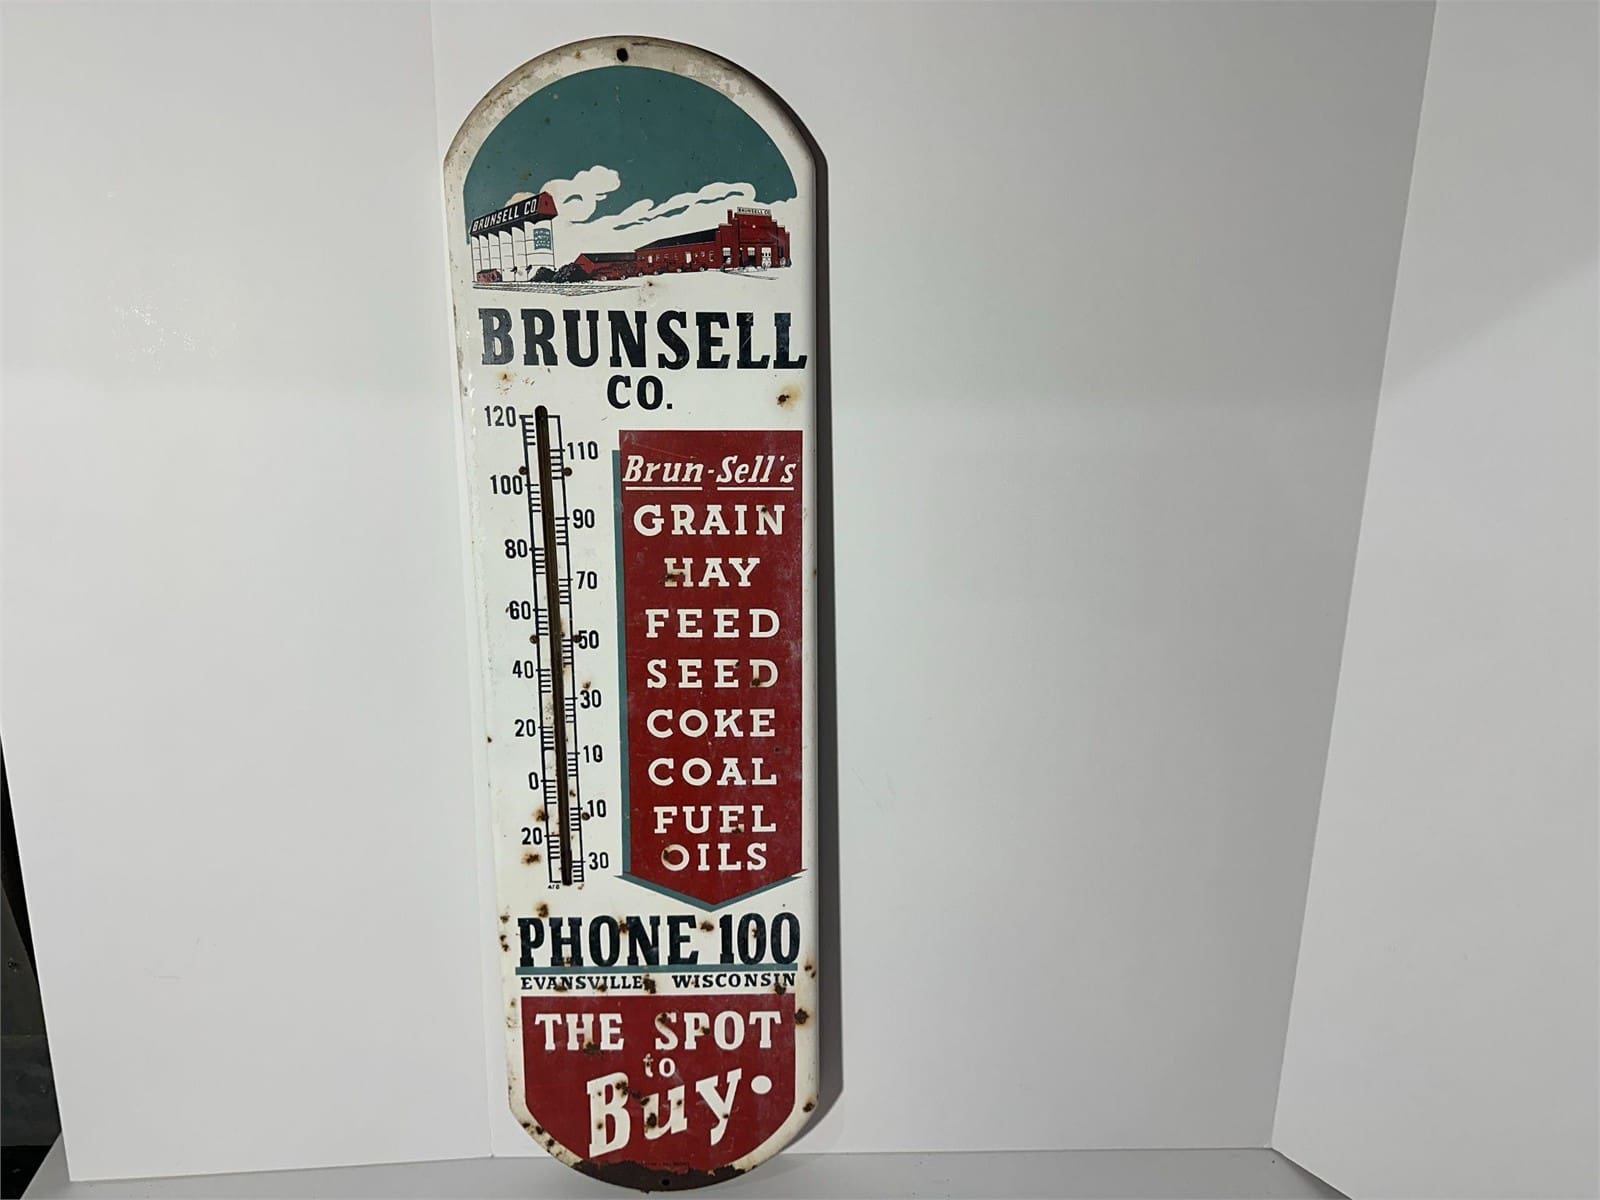 BRUNSELL CO.
BRUNSELL CO.
BRUNSELL
CO.
120
110
100
90
80
70
60
50
40
30
20
10
0
10
20
30
Brun-Sell's
GRAIN
HAY
FEED
SEED
COKE
COAL
FUEL
OILS
PHONE 100
EVANSVILLE, WISCONSIN
THE SPOT
to
Buy•